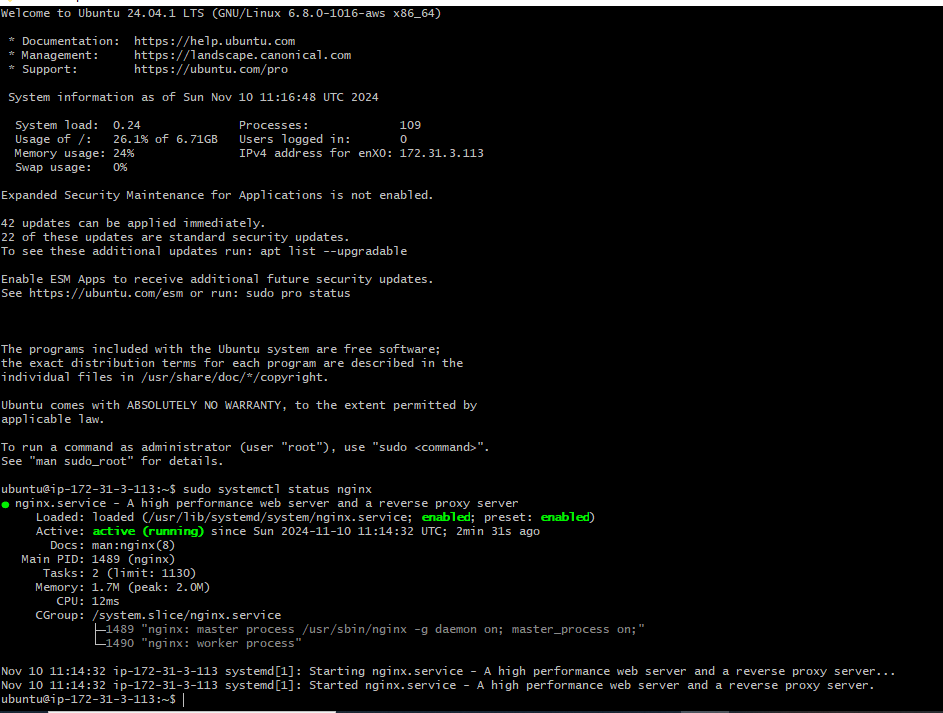 Welcome to Ubuntu 24.04.1 LTS (GNU/Linux 6.8.0-1016-aws x86_64)

 * Documentation:  https://help.ubuntu.com
 * Management:     https://landscape.canonical.com
 * Support:        https://ubuntu.com/pro

 System information as of Sun Nov 10 11:16:48 UTC 2024

  System load:  0.24              Processes:             109
  Usage of /:   26.1% of 6.71GB   Users logged in:       0
  Memory usage: 24%               IPv4 address for enX0: 172.31.3.113
  Swap usage:   0%

Expanded Security Maintenance for Applications is not enabled.

42 updates can be applied immediately.
22 of these updates are standard security updates.
To see these additional updates run: apt list --upgradable

Enable ESM Apps to receive additional future security updates.
See https://ubuntu.com/esm or run: sudo pro status

The programs included with the Ubuntu system are free software;
the exact distribution terms for each program are described in the
individual files in /usr/share/doc/*/copyright.

Ubuntu comes with ABSOLUTELY NO WARRANTY, to the extent permitted by
applicable law.

To run a command as administrator (user "root"), use "sudo <command>".
See "man sudo_root" for details.

ubuntu@ip-172-31-3-113:~$ sudo systemctl status nginx
● nginx.service - A high performance web server and a reverse proxy server
     Loaded: loaded (/usr/lib/systemd/system/nginx.service; enabled; preset: enabled)
     Active: active (running) since Sun 2024-11-10 11:14:32 UTC; 2min 31s ago
       Docs: man:nginx(8)
   Main PID: 1489 (nginx)
      Tasks: 2 (limit: 1130)
     Memory: 1.7M (peak: 2.0M)
        CPU: 12ms
     CGroup: /system.slice/nginx.service
             ├─1489 "nginx: master process /usr/sbin/nginx -g daemon on; master_process on;"
             └─1490 "nginx: worker process"

Nov 10 11:14:32 ip-172-31-3-113 systemd[1]: Starting nginx.service - A high performance web server and a reverse proxy server...
Nov 10 11:14:32 ip-172-31-3-113 systemd[1]: Started nginx.service - A high performance web server and a reverse proxy server.
ubuntu@ip-172-31-3-113:~$